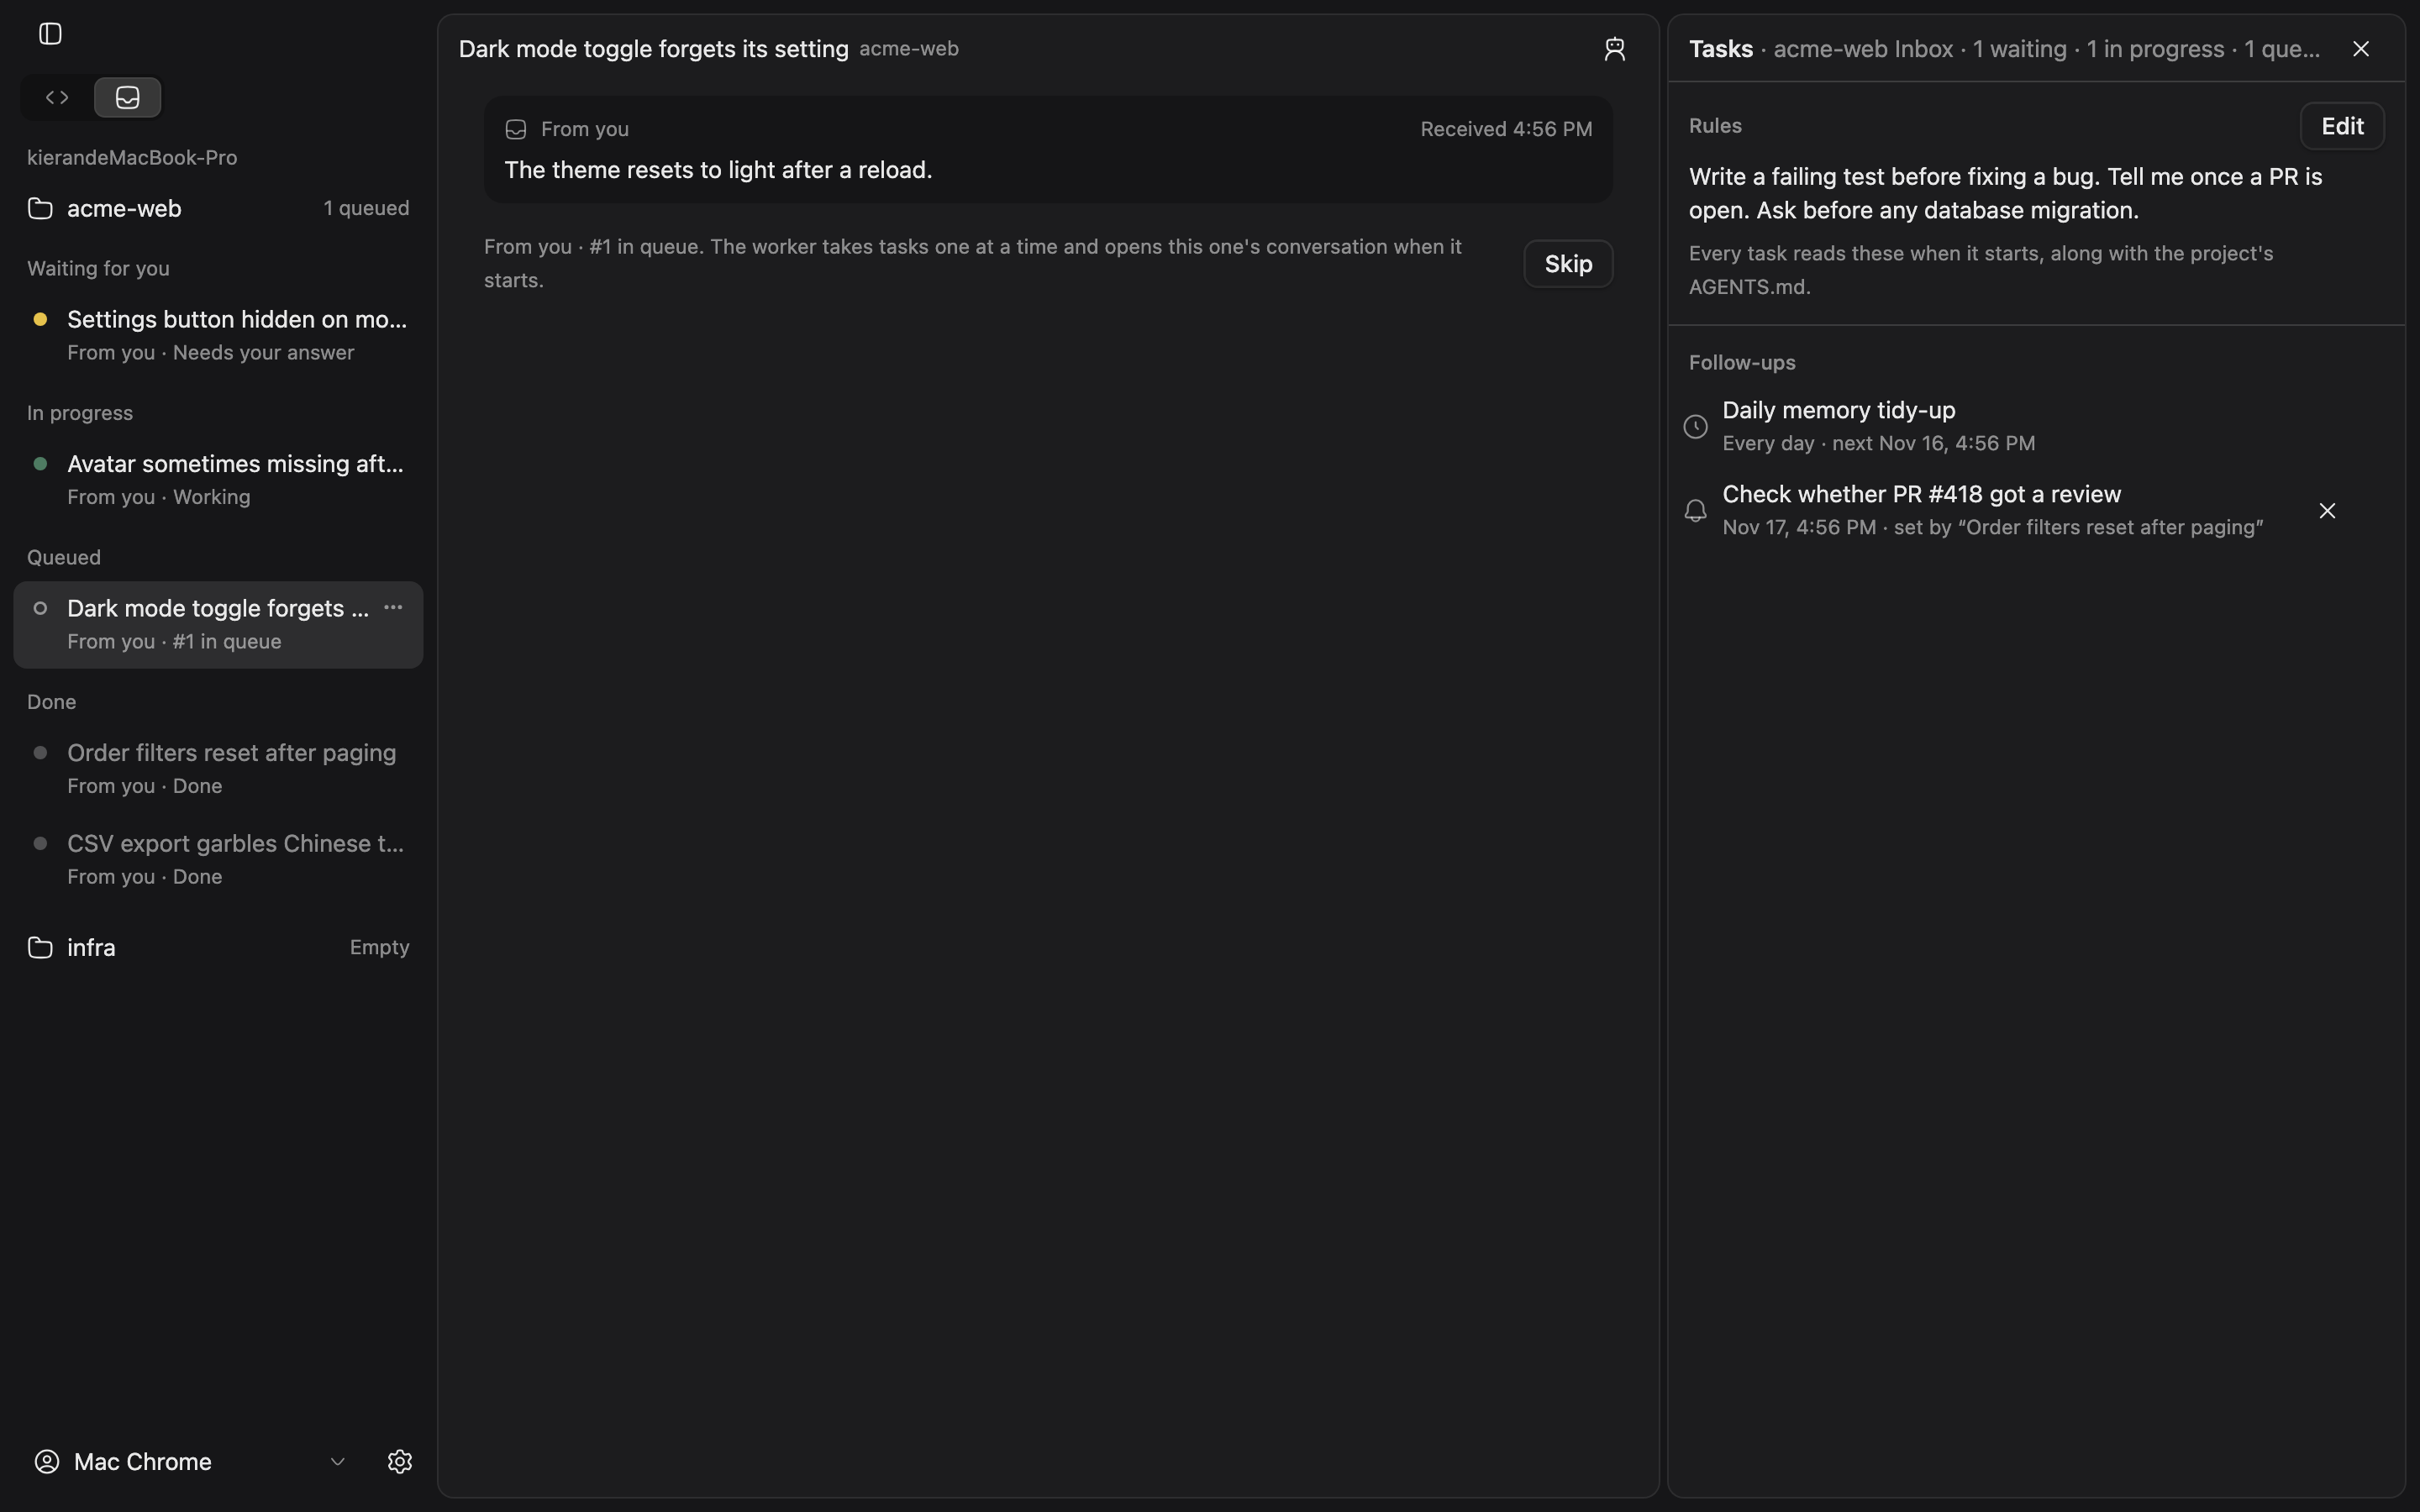 kierandeMacBook-Pro
acme-web
1 queued
Waiting for you
Settings button hidden on mo...
From you · Needs your answer
In progress
Avatar sometimes missing aft...
From you · Working
Queued
Dark mode toggle forgets ...
From you · #1 in queue
Done
Order filters reset after paging
From you · Done
CSV export garbles Chinese t...
From you · Done
infra
Empty
Mac Chrome
Dark mode toggle forgets its setting acme-web
From you
Received 4:56 PM
The theme resets to light after a reload.
From you · #1 in queue. The worker takes tasks one at a time and opens this one's conversation when it
starts.
Skip
Tasks · acme-web Inbox · 1 waiting · 1 in progress · 1 que...
Rules
Edit
Write a failing test before fixing a bug. Tell me once a PR is
open. Ask before any database migration.
Every task reads these when it starts, along with the project's
AGENTS.md.
Follow-ups
Daily memory tidy-up
Every day · next Nov 16, 4:56 PM
Check whether PR #418 got a review
Nov 17, 4:56 PM · set by “Order filters reset after paging”